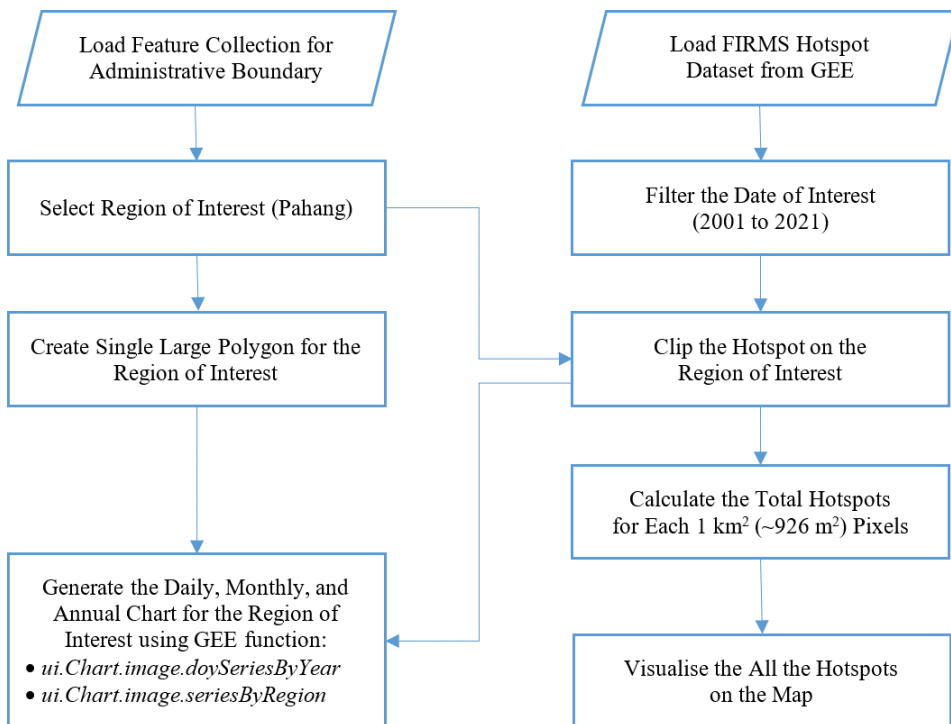 Load Feature Collection for
Administrative Boundary
Select Region of Interest (Pahang)
Create Single Large Polygon for the
Region of Interest
Generate the Daily, Monthly, and
Annual Chart for the Region of
Interest using GEE function:
• ui.Chart.image.doySeriesByYear
• ui.Chart.image.seriesByRegion
Load FIRMS Hotspot
Dataset from GEE
Filter the Date of Interest
(2001 to 2021)
Clip the Hotspot on the
Region of Interest
Calculate the Total Hotspots
for Each 1 km² (~926 m²) Pixels
Visualise the All the Hotspots
on the Map